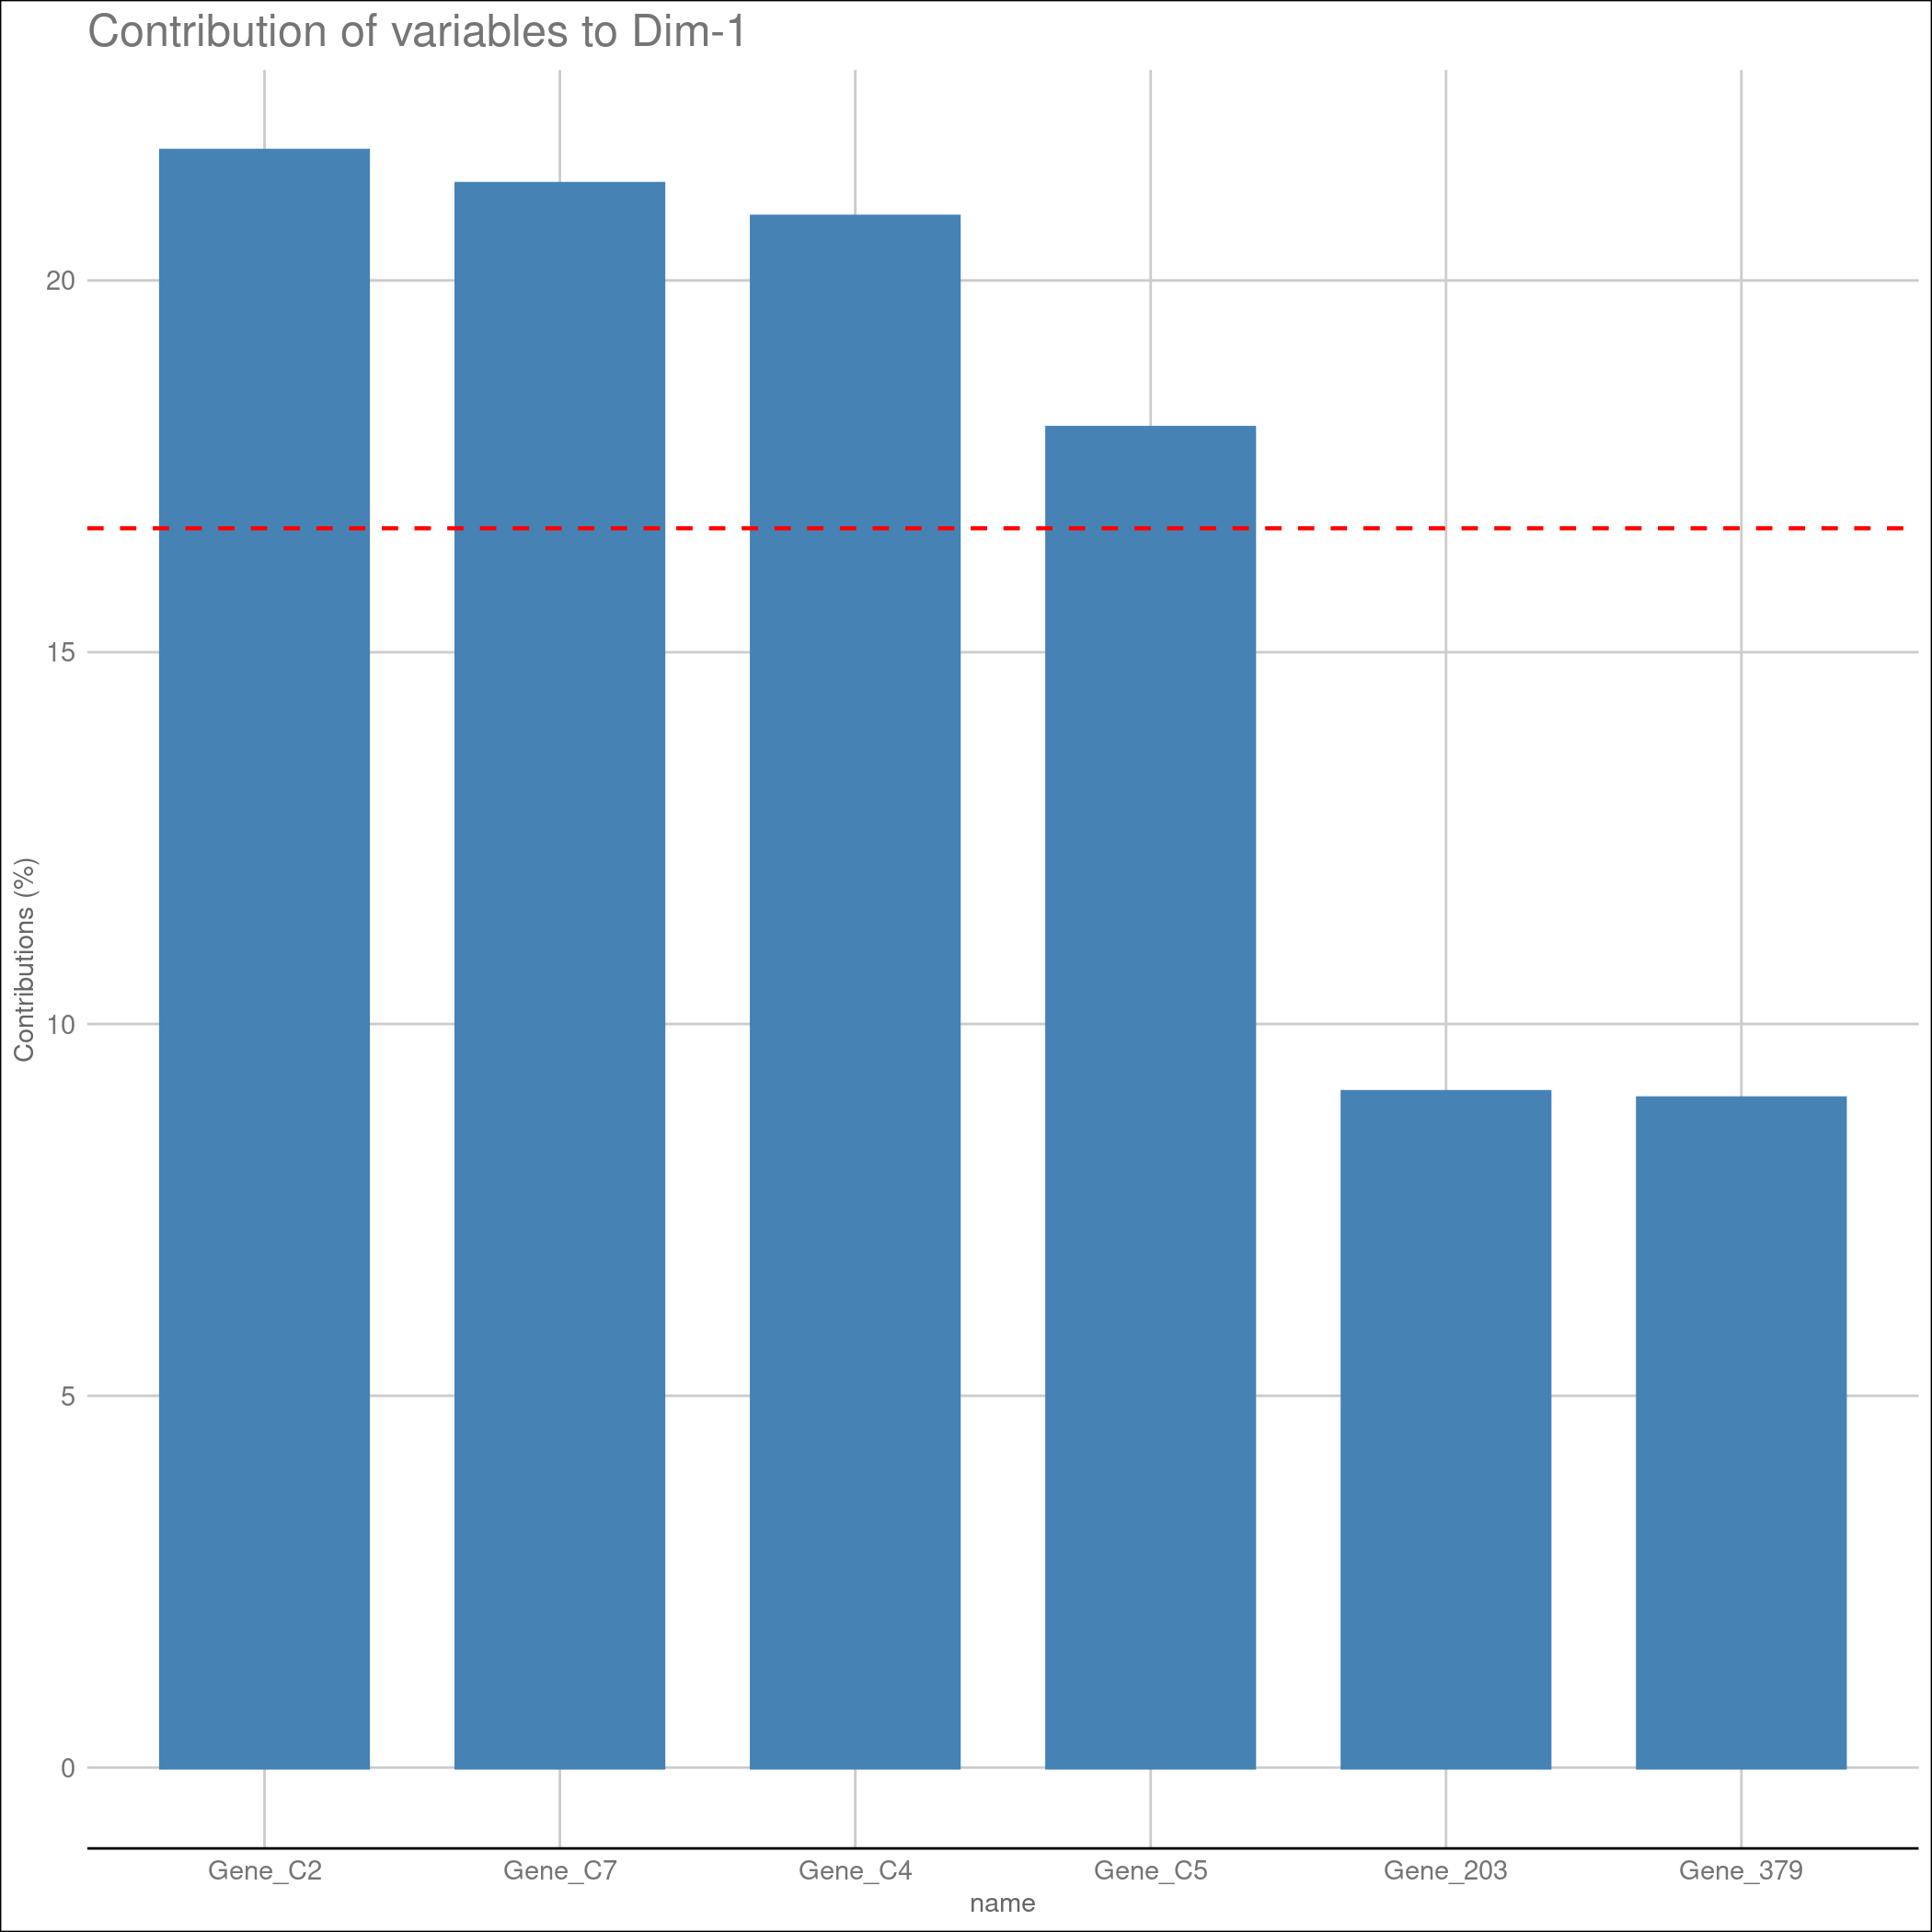 Contribution of variables to Dim-1
Contributions (%)
20
15
10
5
0
Gene_C2 Gene_C7 Gene_C4 Gene_C5 Gene_203 Gene_379
name